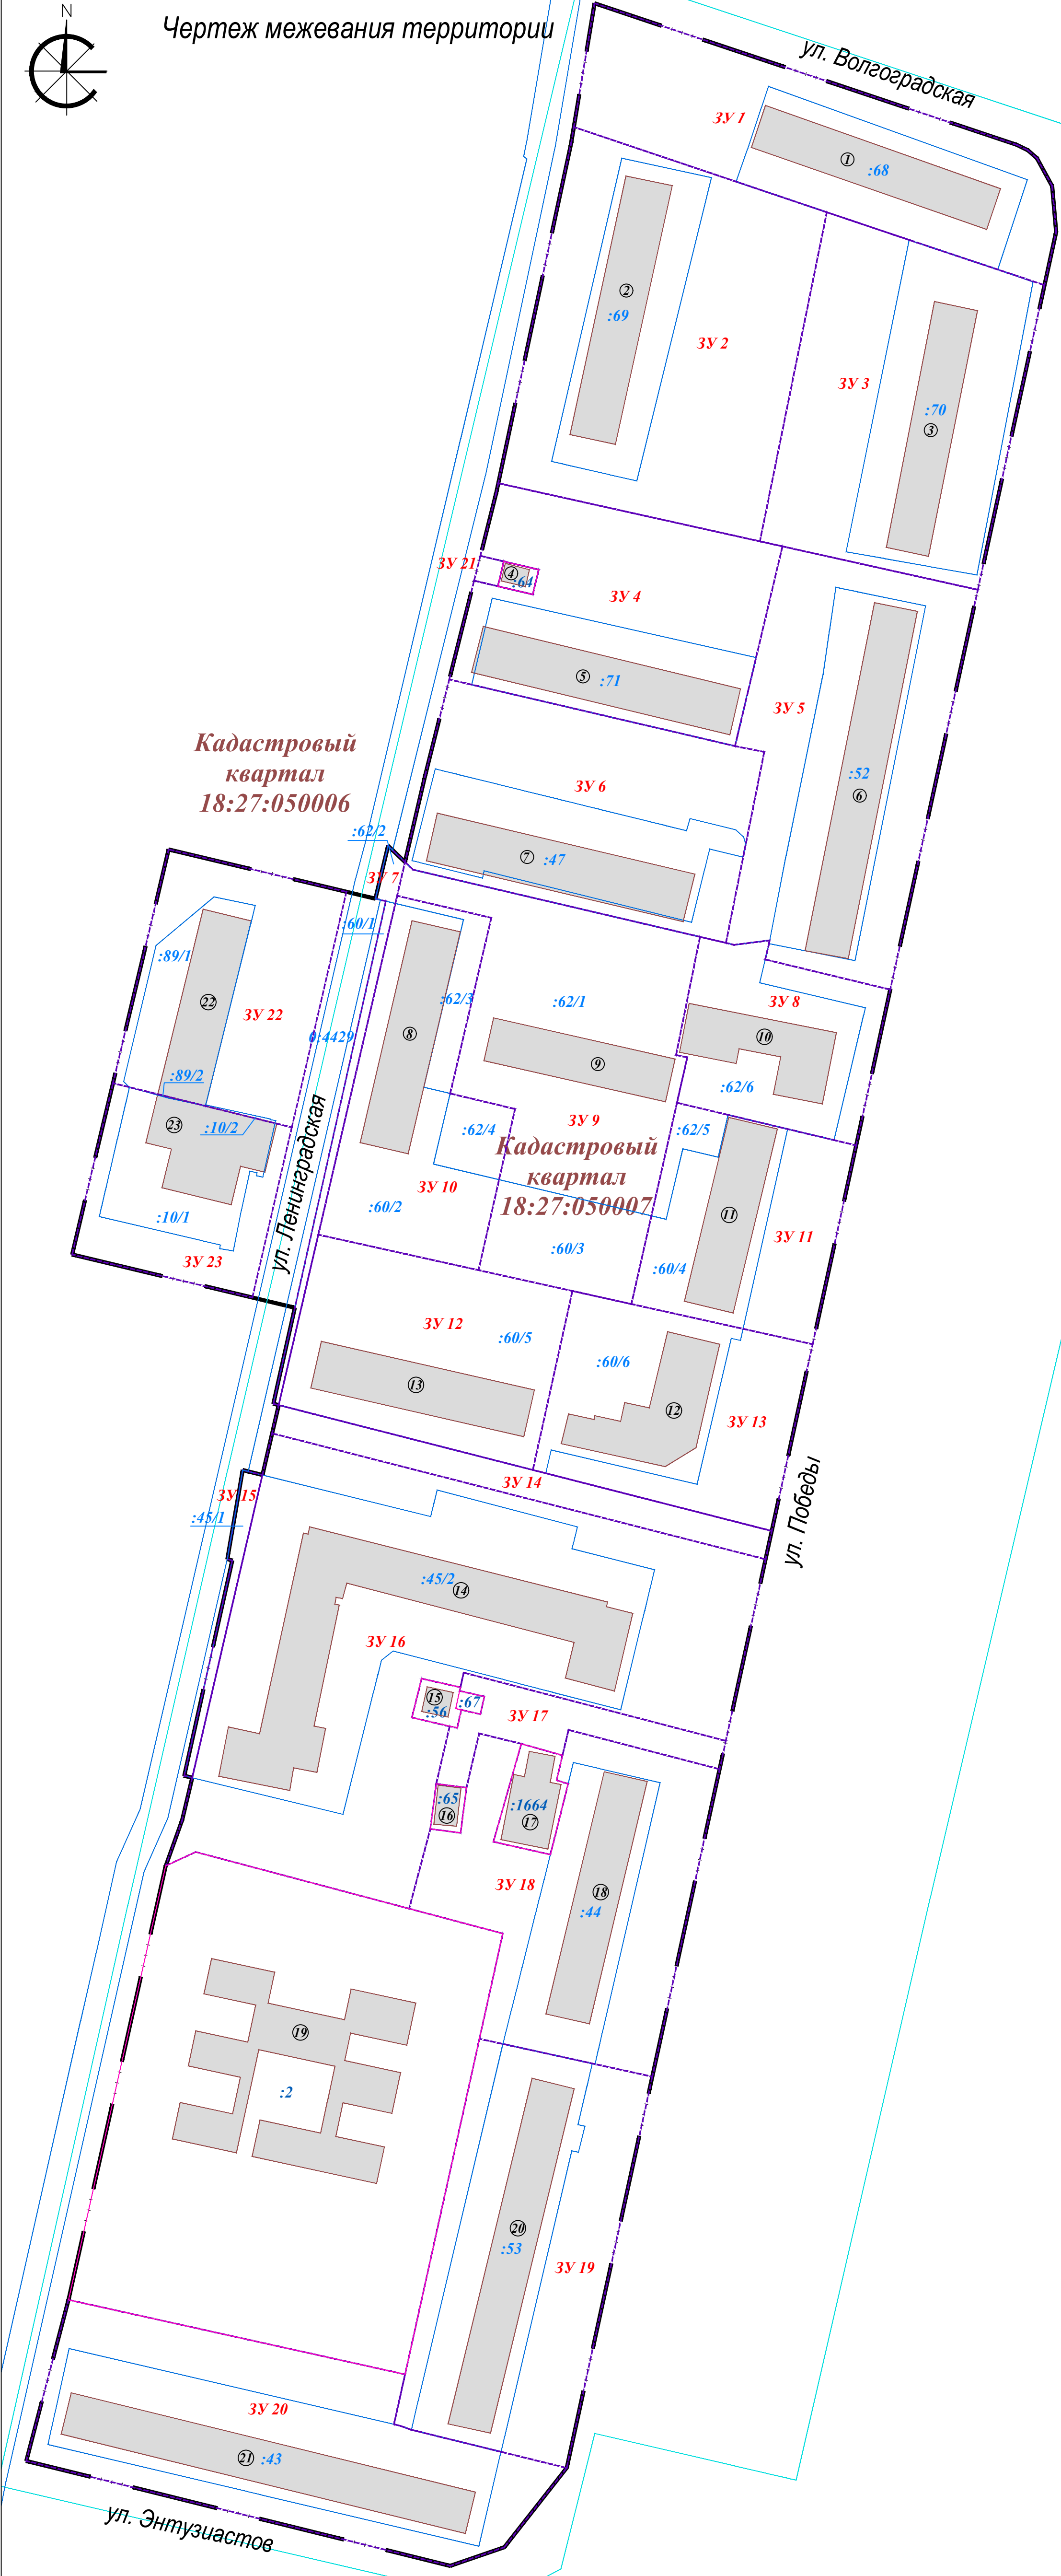 N
Чертеж межевания территории
ул. Волгоградская
ЗУ 1
1
:68
2
:69
ЗУ 2
ЗУ 3
:70
3
ЗУ 21
4
:64
ЗУ 4
5
:71
ЗУ 5
:52
6
Кадастровый
квартал
18:27:050006
ЗУ 6
7
:47
:62/2
ЗУ 7
:60/1
:89/1
22
ЗУ 22
:62/3
:62/1
ЗУ 8
8
9
10
:89/2
:62/6
23
:10/2
ЗУ 9
:62/4
:62/5
Кадастровый
квартал
18:27:050007
ул. Ленинградская
ЗУ 10
:60/2
:10/1
11
ЗУ 11
ЗУ 23
:60/3
:60/4
ЗУ 12
:60/5
:60/6
13
12
ЗУ 13
ЗУ 14
ЗУ 15
:45/1
ул. Победы
:45/2
14
ЗУ 16
15
:56
:67
ЗУ 17
:65
16
:1664
17
ЗУ 18
18
:44
19
:2
20
:53
ЗУ 19
ЗУ 20
21
:43
ул. Энтузиастов